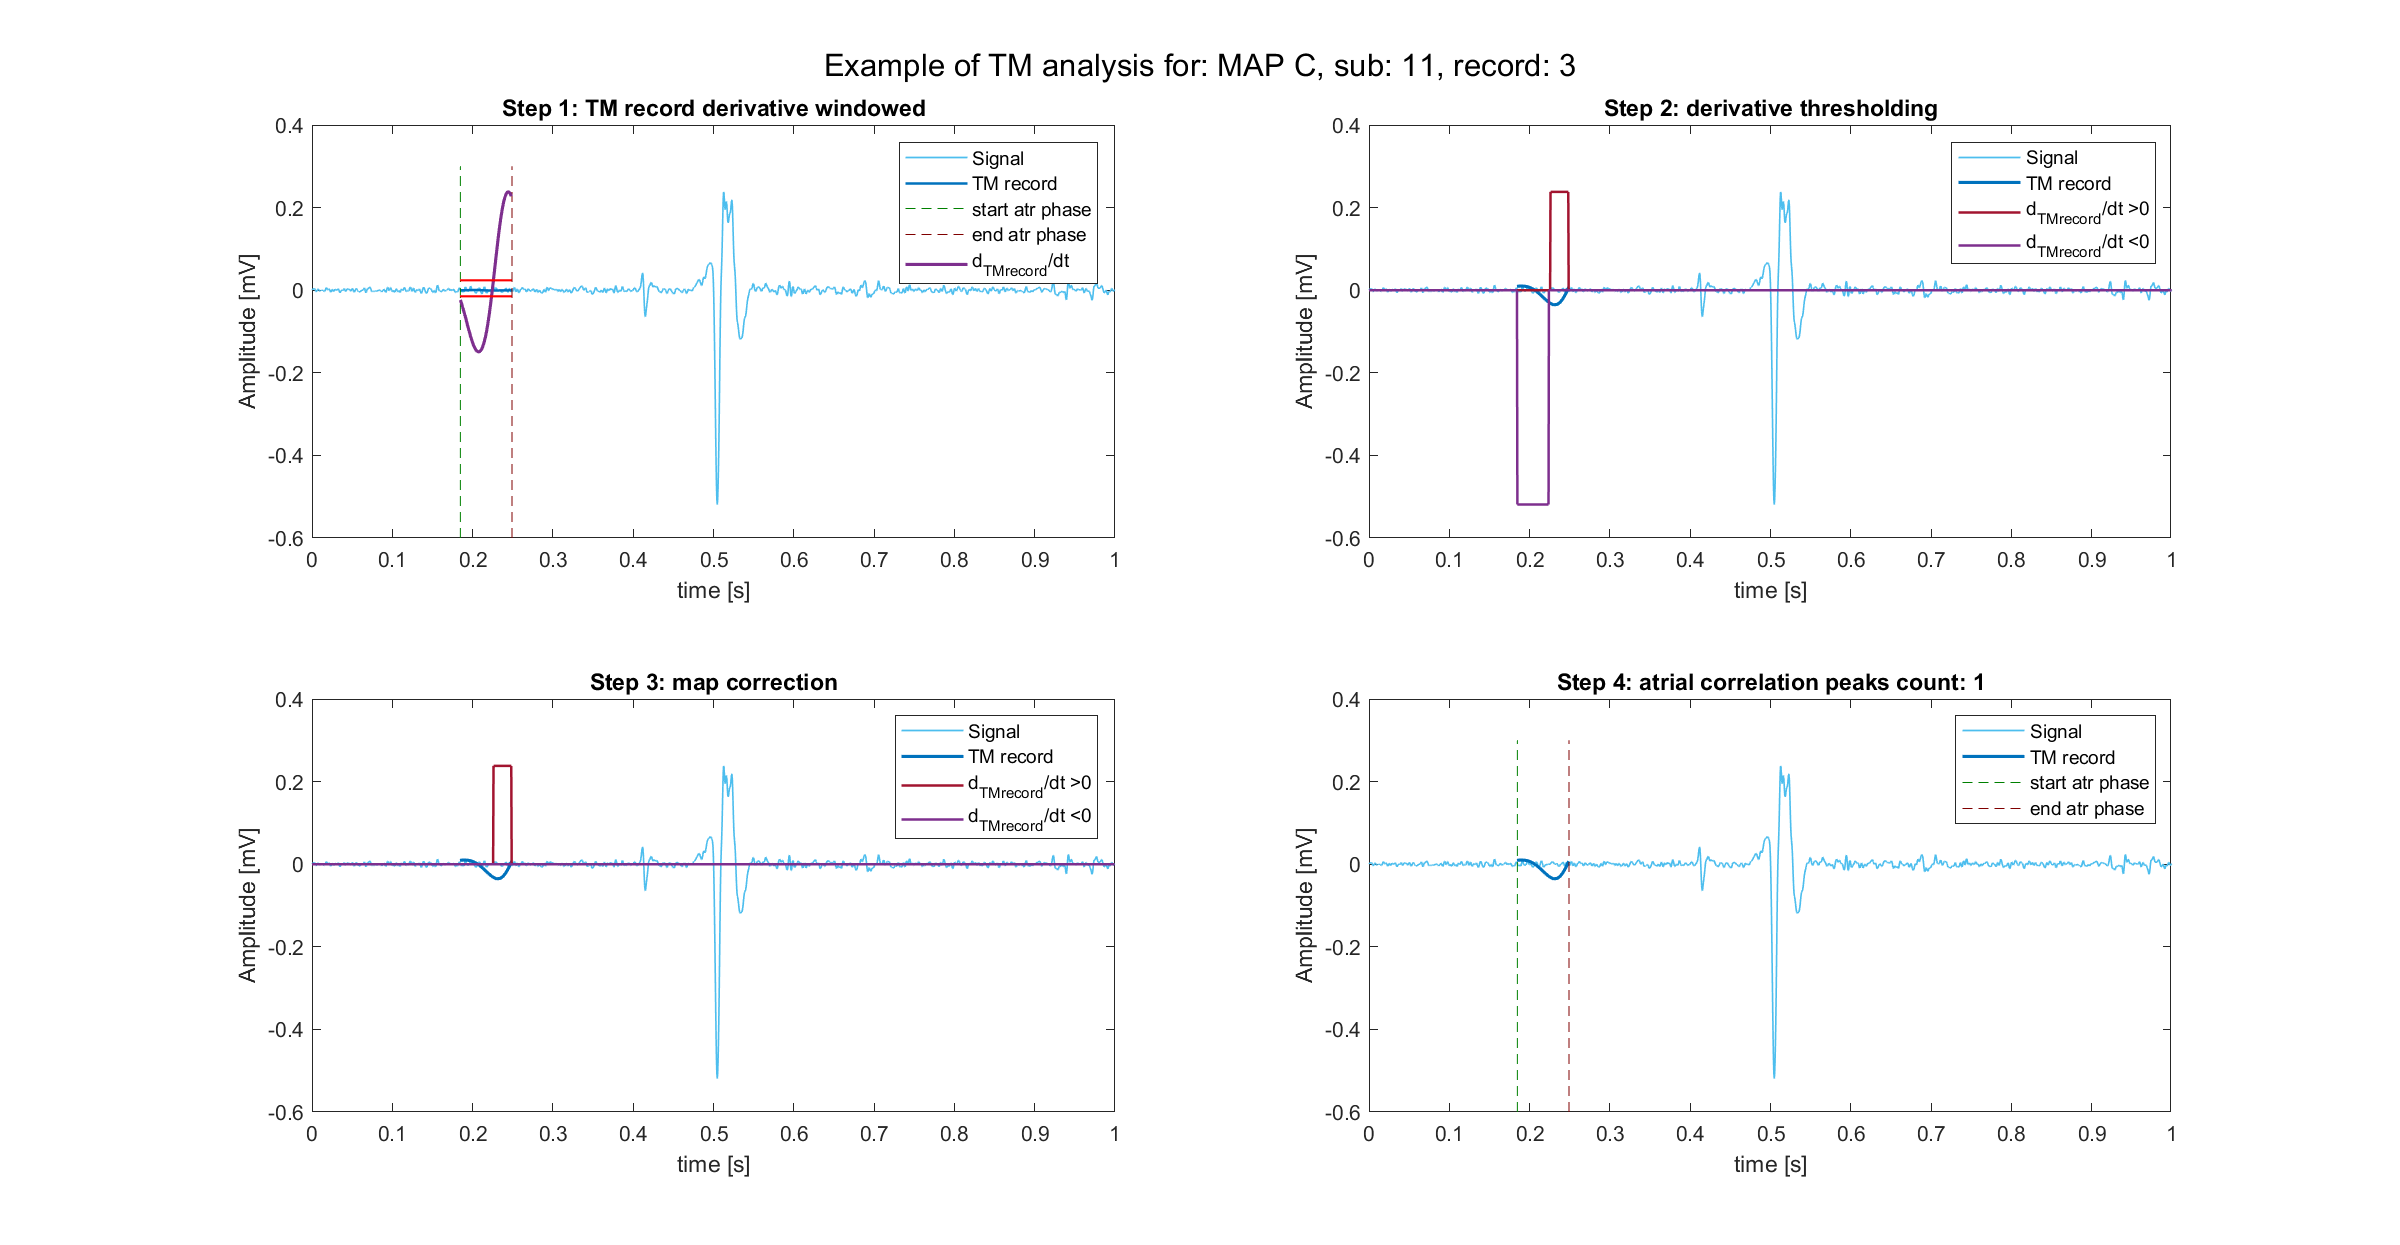 Example of TM analysis for: MAP C, sub: 11, record: 3
Step 1: TM record derivative windowed
0.4
0.2
0
-0.2
-0.4
-0.6
Amplitude [mV]
0 0.1 0.2 0.3 0.4 0.5 0.6 0.7 0.8 0.9 1
time [s]
Signal
TM record
start atr phase
end atr phase
dTMrecord/dt
Step 2: derivative thresholding
0.4
0.2
0
-0.2
-0.4
-0.6
Amplitude [mV]
0 0.1 0.2 0.3 0.4 0.5 0.6 0.7 0.8 0.9 1
time [s]
Signal
TM record
dTMrecord/dt >0
dTMrecord/dt <0
Step 3: map correction
0.4
0.2
0
-0.2
-0.4
-0.6
Amplitude [mV]
0 0.1 0.2 0.3 0.4 0.5 0.6 0.7 0.8 0.9 1
time [s]
Signal
TM record
dTMrecord/dt >0
dTMrecord/dt <0
Step 4: atrial correlation peaks count: 1
0.4
0.2
0
-0.2
-0.4
-0.6
Amplitude [mV]
0 0.1 0.2 0.3 0.4 0.5 0.6 0.7 0.8 0.9 1
time [s]
Signal
TM record
start atr phase
end atr phase